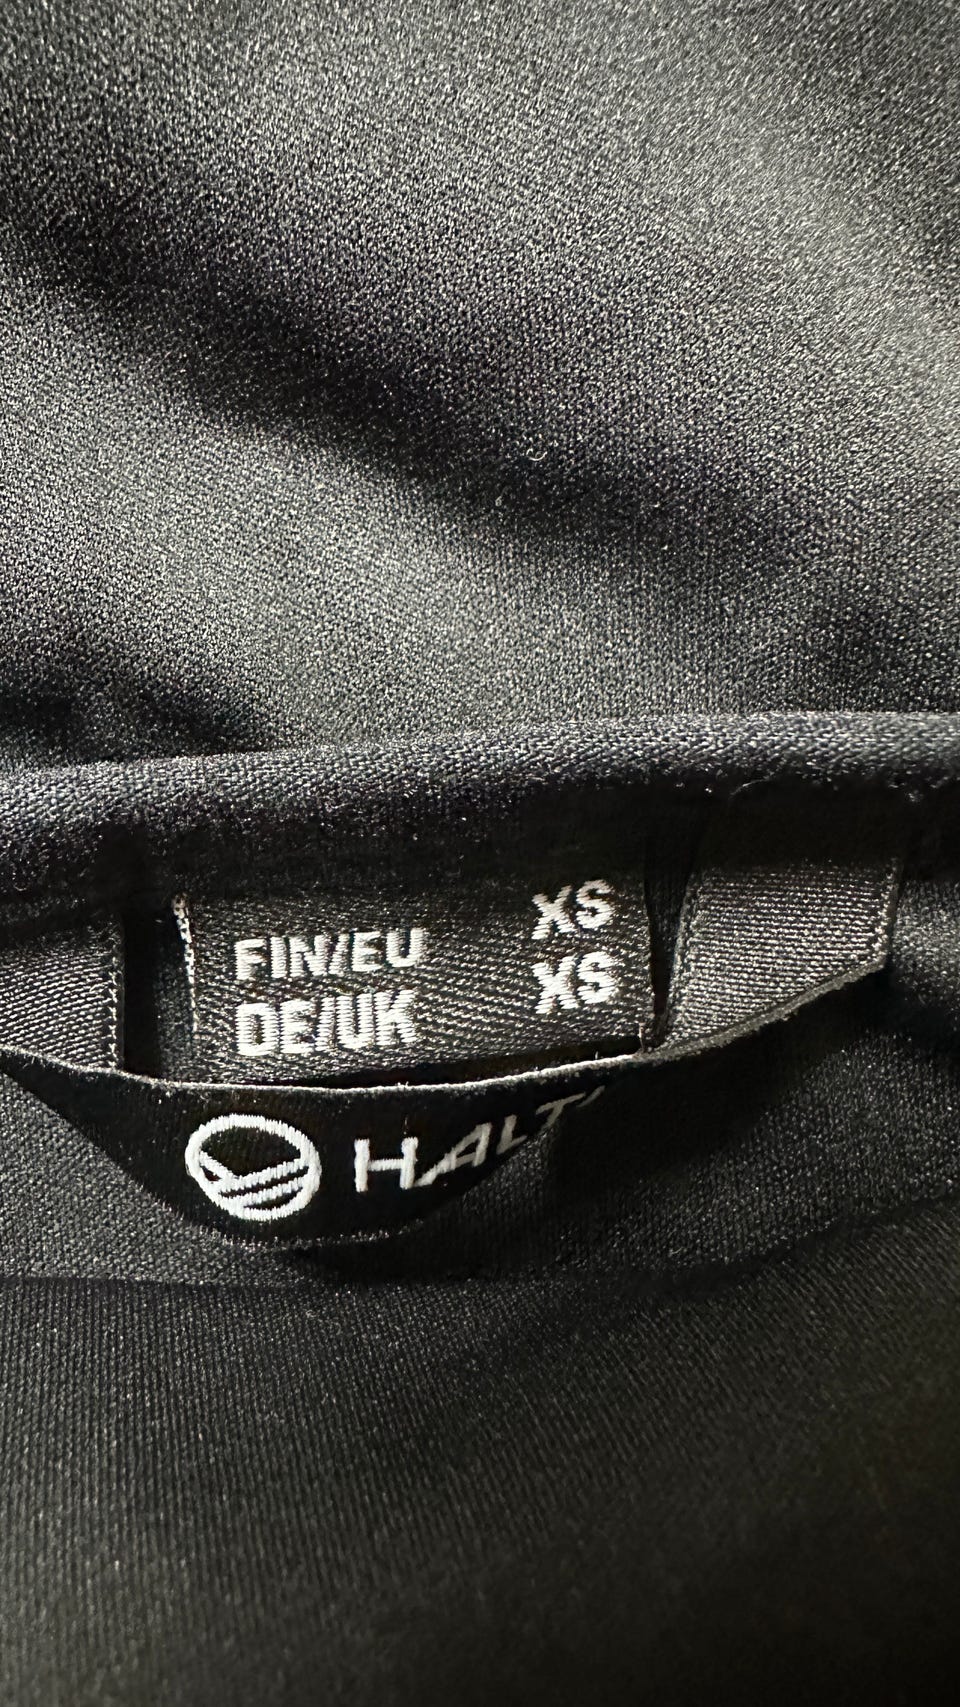 FIN/EU XS
DE/UK XS
HALT